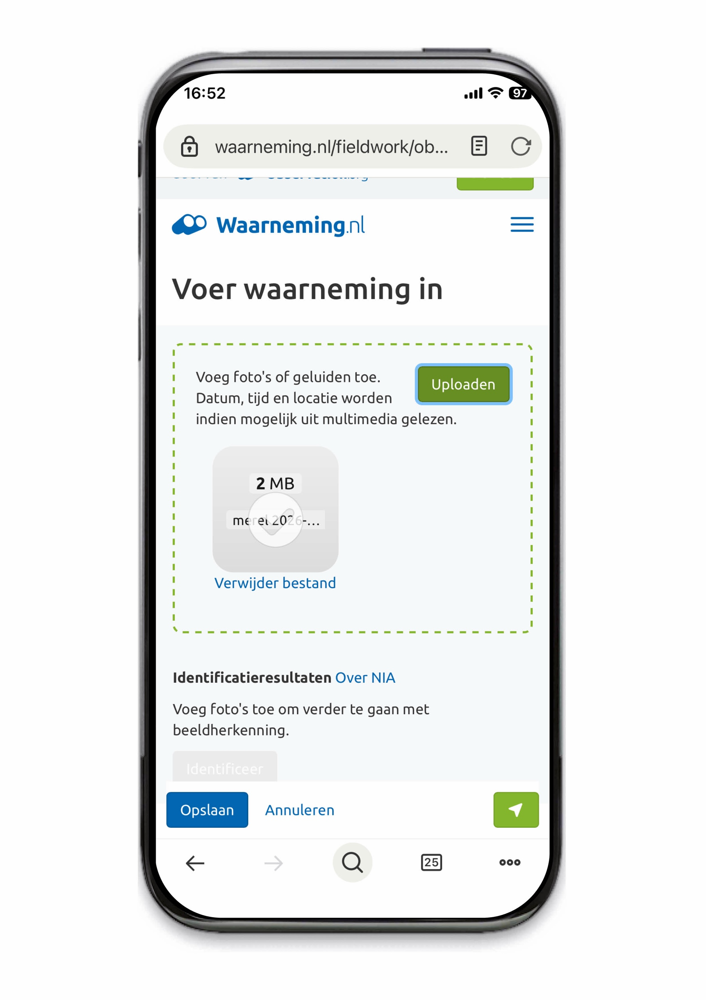 16:52
97
waarneming.nl/fieldwork/ob...
Waarneming.nl
Voer waarneming in
Voeg foto's of geluiden toe.
Uploaden
Datum, tijd en locatie worden
indien mogelijk uit multimedia gelezen.
2 MB
merel 2026-...
Verwijder bestand
Identificatieresultaten Over NIA
Voeg foto's toe om verder te gaan met
beeldherkenning.
Identificeer
Opslaan
Annuleren
25